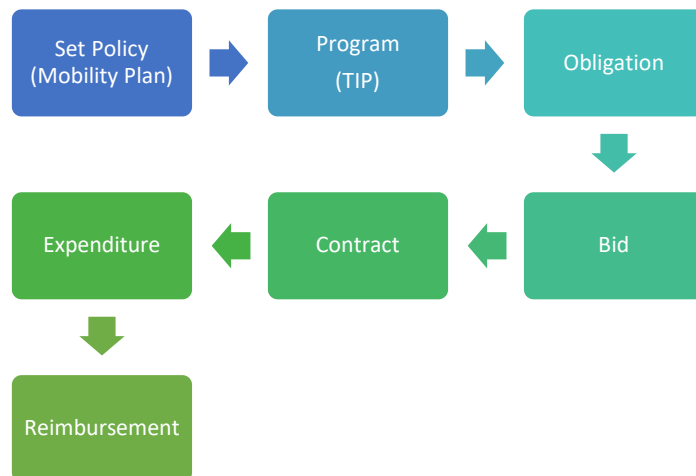 Set Policy
(Mobility Plan)
Program
(TIP)
Obligation
Bid
Contract
Expenditure
Reimbursement